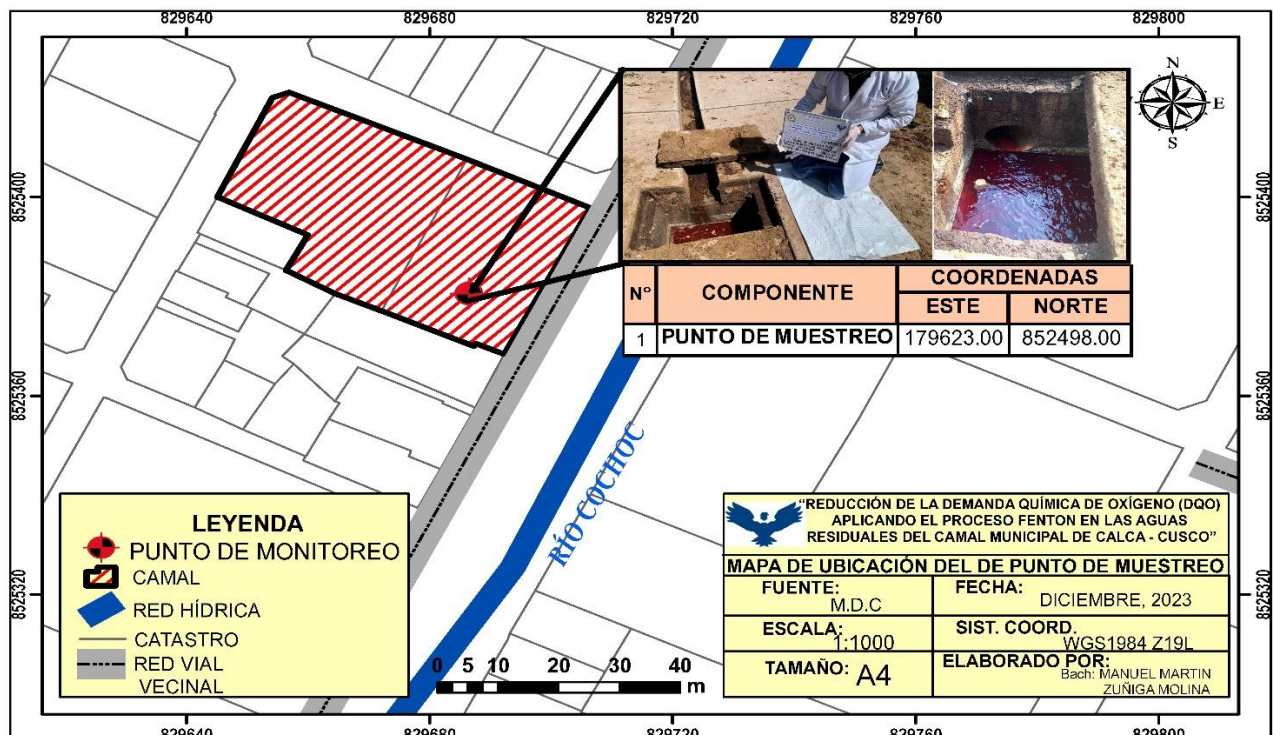 829640 829680 829720 829760 829800
8525400
8525360
8525320
8525400
8525360
8525320
N
E
S
N° COMPONENTE COORDENADAS
ESTE NORTE
1 PUNTO DE MUESTREO 179623.00 852498.00
RÍO COCHOC
LEYENDA
PUNTO DE MONITOREO
CAMAL
RED HÍDRICA
CATASTRO
RED VIAL
VECINAL
0 5 10 20 30 40
m
“REDUCCIÓN DE LA DEMANDA QUÍMICA DE OXÍGENO (DQO)
APLICANDO EL PROCESO FENTON EN LAS AGUAS
RESIDUALES DEL CAMAL MUNICIPAL DE CALCA - CUSCO”
MAPA DE UBICACIÓN DEL DE PUNTO DE MUESTREO
FUENTE: FECHA:
M.D.C DICIEMBRE, 2023
ESCALA: SIST. COORD.
1:1000 WGS1984 Z19L
TAMAÑO: A4 ELABORADO POR:
Bach: MANUEL MARTIN
ZUÑIGA MOLINA
829640 829680 829720 829760 829800